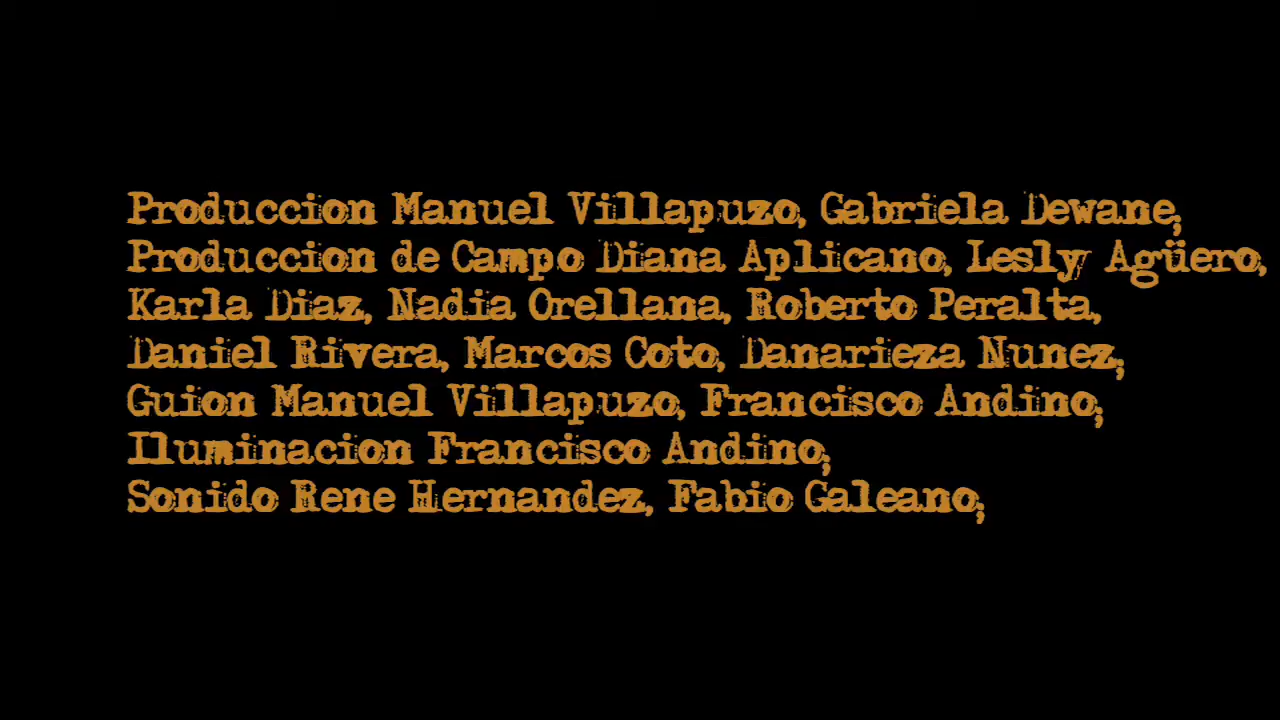 Produccion Manuel Villapuzo, Gabriela Dewane;
Produccion de Campo Diana Aplicano, Lesly Agüero,
Karla Diaz, Nadia Orellana, Roberto Peralta,
Daniel Rivera, Marcos Coto, Danarieza Nunez;
Guion Manuel Villapuzo, Francisco Andino;
Iluminacion Francisco Andino;
Sonido Rene Hernandez, Fabio Galeano;